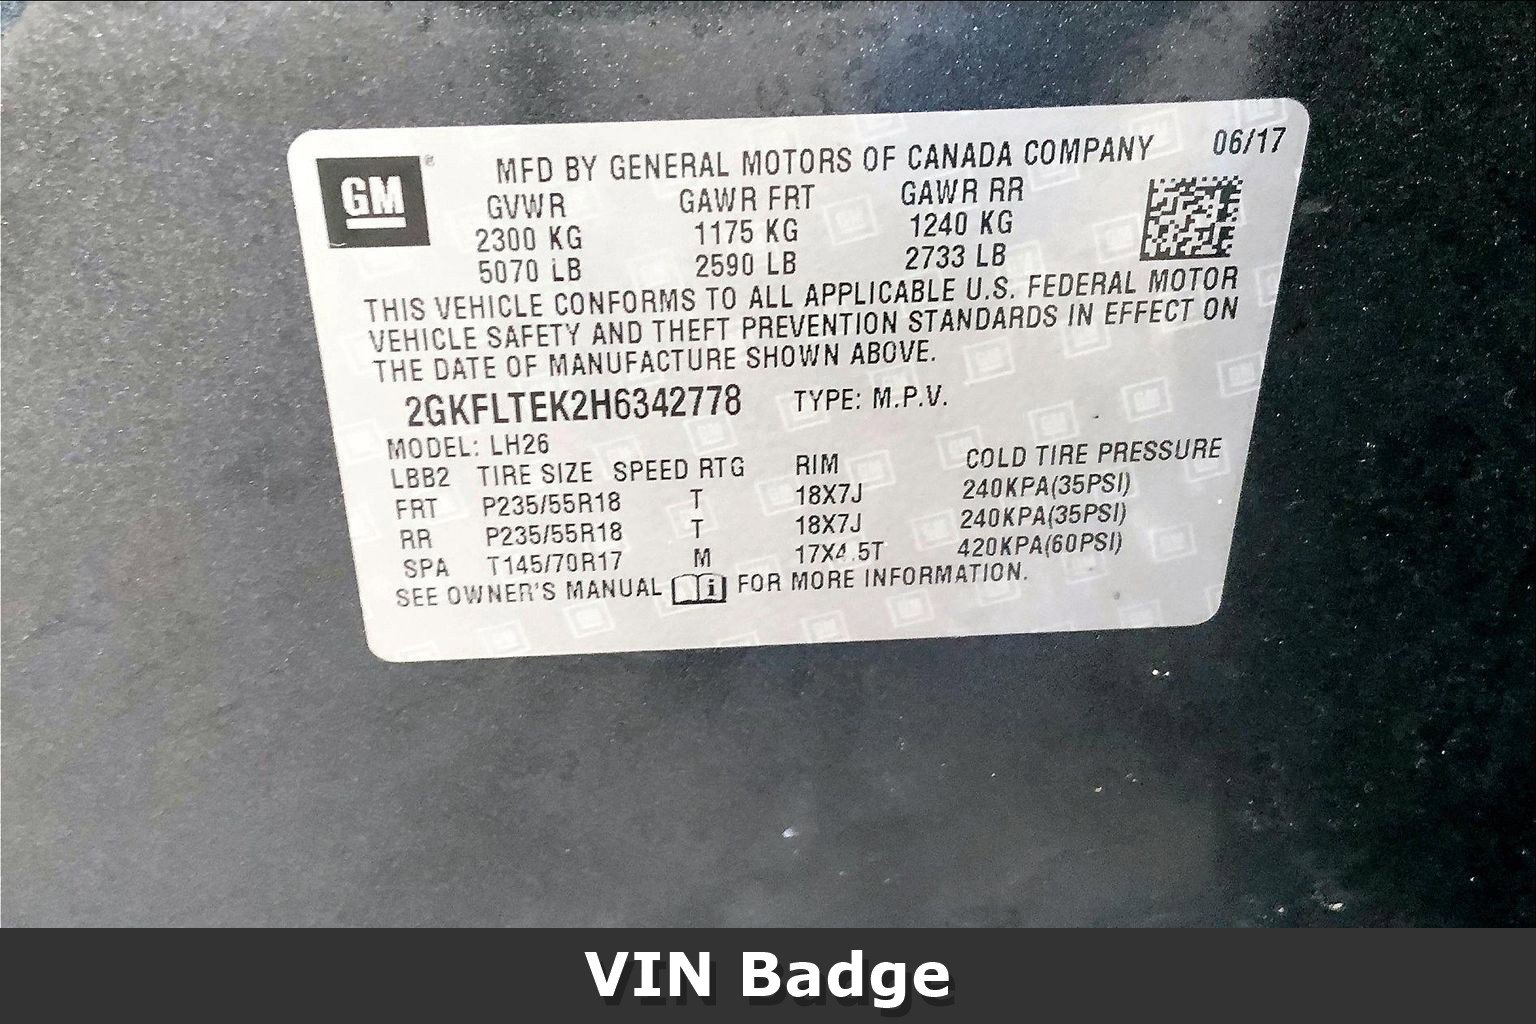 GM
MFD BY GENERAL MOTORS OF CANADA COMPANY 06/17
GVWR GAWR FRT GAWR RR
2300 KG 1175 KG 1240 KG
5070 LB 2590 LB 2733 LB
THIS VEHICLE CONFORMS TO ALL APPLICABLE U.S. FEDERAL MOTOR
VEHICLE SAFETY AND THEFT PREVENTION STANDARDS IN EFFECT ON
THE DATE OF MANUFACTURE SHOWN ABOVE.
2GKFLTEK2H6342778 TYPE: M.P.V.
MODEL: LH26
LBB2 TIRE SIZE SPEED RTG RIM COLD TIRE PRESSURE
FRT P235/55R18 T 18X7J 240KPA(35PSI)
RR P235/55R18 T 18X7J 240KPA(35PSI)
SPA T145/70R17 M 17X4.5T 420KPA(60PSI)
SEE OWNER'S MANUAL i FOR MORE INFORMATION.
VIN Badge